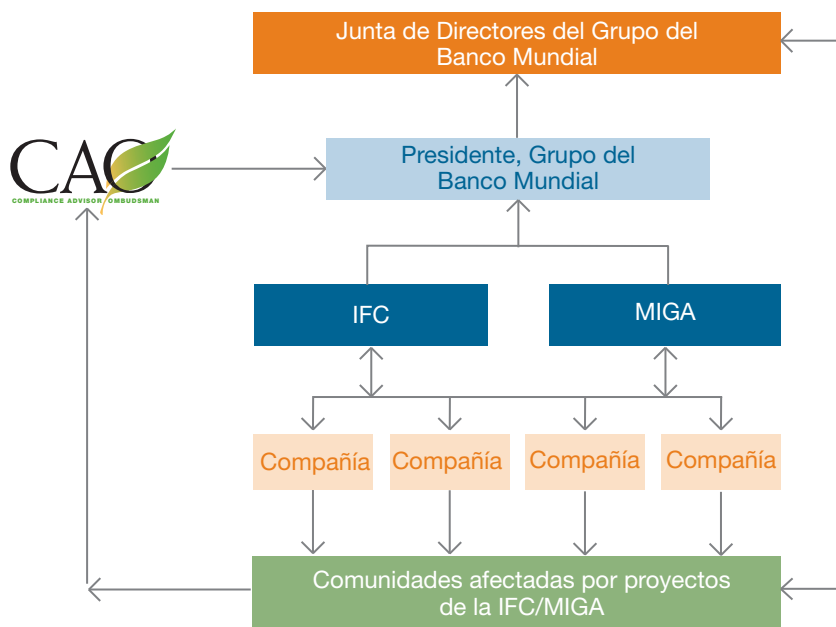 Junta de Directores del Grupo del
Banco Mundial
CAO
COMPLIANCE ADVISOR OMBUDSMAN
Presidente, Grupo del
Banco Mundial
IFC
MIGA
Compañía
Compañía
Compañía
Compañía
Comunidades afectadas por proyectos
de la IFC/MIGA